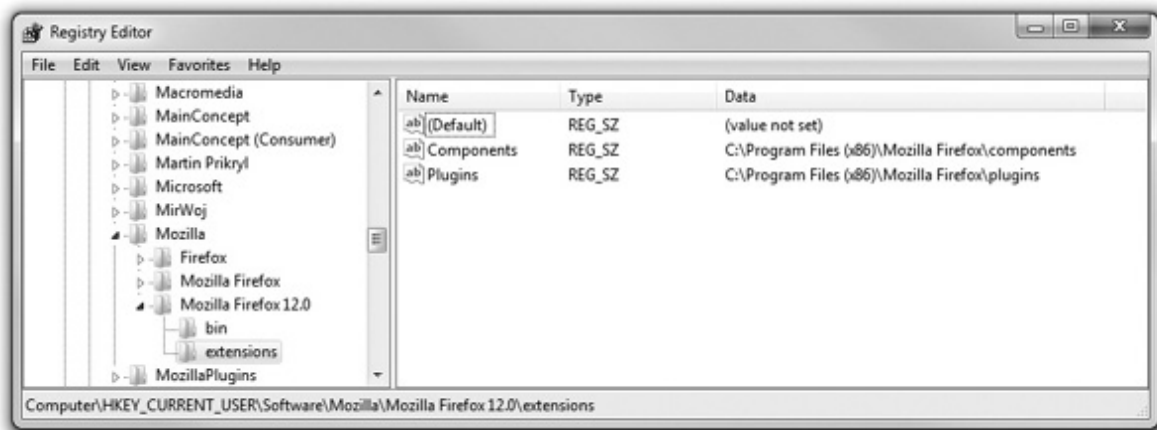 Registry Editor
File Edit View Favorites Help
Macromedia
MainConcept
MainConcept (Consumer)
Martin Prikryl
Microsoft
MirWoj
Mozilla
Firefox
Mozilla Firefox
Mozilla Firefox 12.0
bin
extensions
MozillaPlugins
Name Type Data
ab (Default) REG_SZ (value not set)
ab Components REG_SZ C:\Program Files (x86)\Mozilla Firefox\components
ab Plugins REG_SZ C:\Program Files (x86)\Mozilla Firefox\plugins
Computer\HKEY_CURRENT_USER\Software\Mozilla\Mozilla Firefox 12.0\extensions